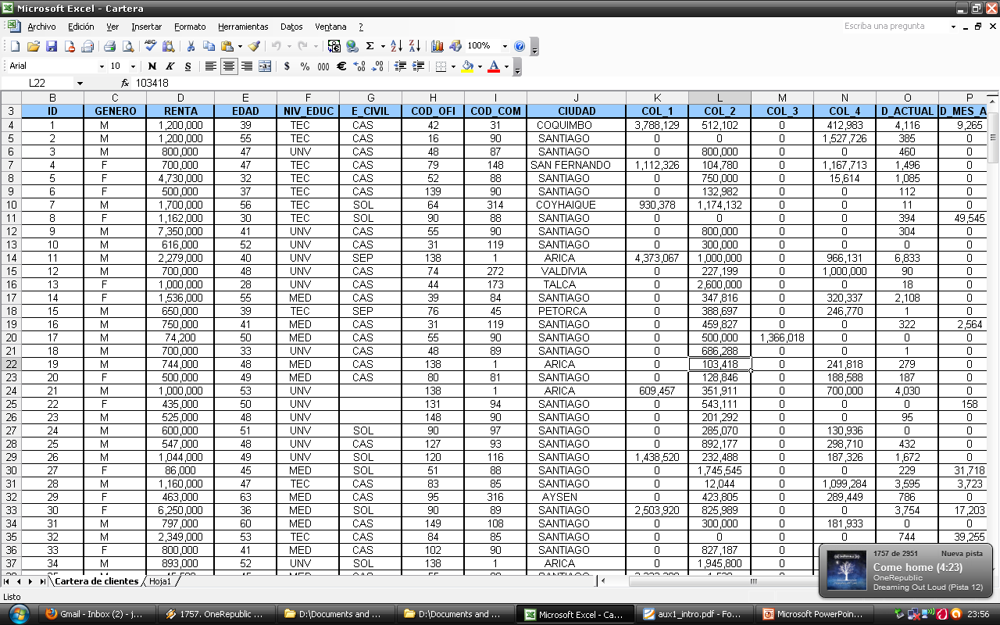 Microsoft Excel - Cartera
Archivo Edición Ver Insertar Formato Herramientas Datos Ventana ? Escriba una pregunta
100%
Arial 10 N K S $ % 000 €
L22 fx 103418
B C D E F G H I J K L M N O P
3 ID GENERO RENTA EDAD NIV_EDUC E_CIVIL COD_OFI COD_COM CIUDAD COL_1 COL_2 COL_3 COL_4 D_ACTUAL D_MES_A
4 1 M 1,200,000 39 TEC CAS 42 31 COQUIMBO 3,788,129 512,102 0 412,983 4,116 9,265
5 2 M 1,200,000 55 TEC CAS 16 90 SANTIAGO 0 0 0 1,527,726 385 0
6 3 M 800,000 47 UNV CAS 48 87 SANTIAGO 0 800,000 0 0 460 0
7 4 F 700,000 47 TEC CAS 79 148 SAN FERNANDO 1,112,326 104,780 0 1,167,713 1,496 0
8 5 F 4,730,000 32 TEC CAS 52 88 SANTIAGO 0 750,000 0 15,614 1,085 0
9 6 F 500,000 37 TEC CAS 139 90 SANTIAGO 0 132,982 0 0 112 0
10 7 M 1,700,000 56 TEC SOL 64 314 COYHAIQUE 930,378 1,174,132 0 0 11 0
11 8 F 1,162,000 30 TEC SOL 90 88 SANTIAGO 0 0 0 0 394 49,545
12 9 M 7,350,000 41 UNV CAS 55 90 SANTIAGO 0 800,000 0 0 304 0
13 10 M 616,000 52 UNV CAS 31 119 SANTIAGO 0 300,000 0 0 0 0
14 11 M 2,279,000 40 UNV SEP 138 1 ARICA 4,373,067 1,000,000 0 966,131 6,833 0
15 12 M 700,000 48 UNV CAS 74 272 VALDIVIA 0 227,199 0 1,000,000 90 0
16 13 F 1,000,000 28 UNV CAS 44 173 TALCA 0 2,600,000 0 0 18 0
17 14 F 1,536,000 55 MED CAS 39 84 SANTIAGO 0 347,816 0 320,337 2,108 0
18 15 M 650,000 39 TEC SEP 76 45 PETORCA 0 388,697 0 246,770 1 0
19 16 M 750,000 41 MED CAS 31 119 SANTIAGO 0 459,827 0 0 322 2,564
20 17 M 74,200 50 MED CAS 55 90 SANTIAGO 0 500,000 1,366,018 0 0 0
21 18 M 700,000 33 UNV CAS 48 89 SANTIAGO 0 686,288 0 0 1 0
22 19 M 744,000 48 MED CAS 138 1 ARICA 0 103,418 0 241,818 279 0
23 20 F 500,000 49 MED CAS 80 81 SANTIAGO 0 128,846 0 188,588 187 0
24 21 M 1,000,000 53 UNV 138 1 ARICA 609,457 351,911 0 700,000 4,030 0
25 22 F 435,000 50 UNV 131 94 SANTIAGO 0 543,111 0 0 0 158
26 23 M 525,000 48 UNV 148 90 SANTIAGO 0 201,292 0 0 95 0
27 24 M 600,000 51 UNV SOL 90 97 SANTIAGO 0 285,070 0 130,936 0 0
28 25 M 547,000 48 UNV CAS 127 93 SANTIAGO 0 892,177 0 298,710 432 0
29 26 M 1,044,000 49 UNV SOL 120 116 SANTIAGO 1,438,520 232,488 0 187,326 1,672 0
30 27 F 86,000 45 MED SOL 51 88 SANTIAGO 0 1,745,545 0 0 229 31,718
31 28 M 1,160,000 47 TEC CAS 83 85 SANTIAGO 0 12,044 0 1,099,284 3,595 3,723
32 29 F 463,000 63 MED CAS 95 316 AYSEN 0 423,805 0 289,449 786 0
33 30 F 6,250,000 36 MED SOL 90 89 SANTIAGO 2,503,920 825,989 0 0 3,754 17,203
34 31 M 797,000 60 MED CAS 149 108 SANTIAGO 0 300,000 0 181,933 0 0
35 32 M 2,349,000 53 TEC CAS 84 85 SANTIAGO 0 0 0 0 744 39,255
36 33 F 800,000 41 MED CAS 102 90 SANTIAGO 0 827,187 0
37 34 M 893,000 52 UNV SOL 138 1 ARICA 0 1,945,800 0
1757 de 2951 Nueva pista
Come home (4:23)
OneRepublic
Dreaming Out Loud (Pista 12)
Cartera de clientes Hoja1
Listo
Gmail - Inbox (2) - j... 1757. OneRepublic ... D:\Documents and ... D:\Documents and ... Microsoft Excel - Ca... aux1_intro.pdf - Fo... Microsoft PowerPoin... 23:56